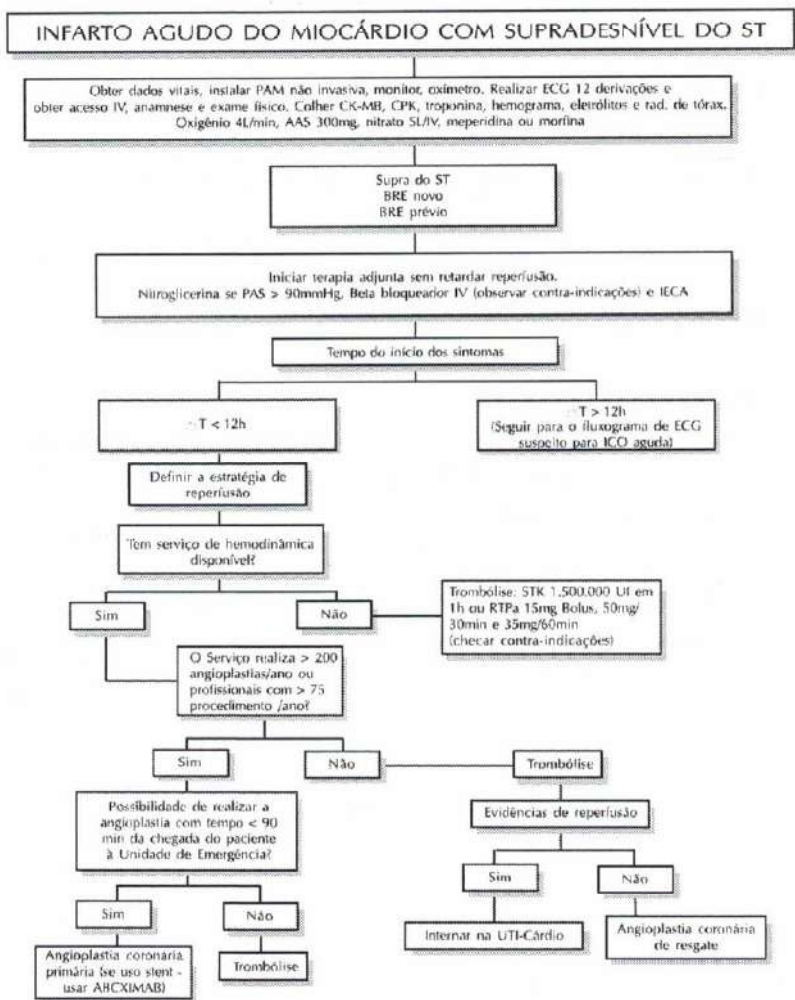 INFARTO AGUDO DO MIOCÁRDIO COM SUPRADESNÍVEL DO ST
Obter dados vitais, instalar PAM não invasiva, monitor, oxímetro. Realizar ECG 12 derivações e
obter acesso IV, anamnese e exame físico. Colher CK-MB, CPK, troponina, hemograma, eletrólitos e rad. de tórax.
Oxigênio 4L/min, AAS 300mg, nitrato SL/IV, meperidina ou morfina
Supra do ST
BRE novo
BRE prévio
Iniciar terapia adjunta sem retardar reperfusão.
Nitroglicerina se PAS > 90mmHg, Beta bloqueador IV (observar contra-indicações) e IECA
Tempo do início dos sintomas
T < 12h
T > 12h
(Seguir para o fluxograma de ECG
suspeito para ICO aguda)
Definir a estratégia de
reperfusão
Tem serviço de hemodinâmica
disponível?
Sim
Não
Trombólise: STK 1.500.000 UI em
1h ou RTPa 15mg Bolus, 50mg/
30min e 35mg/60min
(checar contra-indicações)
O Serviço realiza > 200
angioplastias/ano ou
profissionais com > 75
procedimento /ano?
Sim
Não
Trombólise
Possibilidade de realizar a
angioplastia com tempo < 90
min da chegada do paciente
à Unidade de Emergência?
Evidências de reperfusão
Sim
Não
Sim
Não
Internar na UTI-Cárdio
Angioplastia coronária
de resgate
Angioplastia coronária
primária (se uso stent -
usar ABCXIMAB)
Trombólise